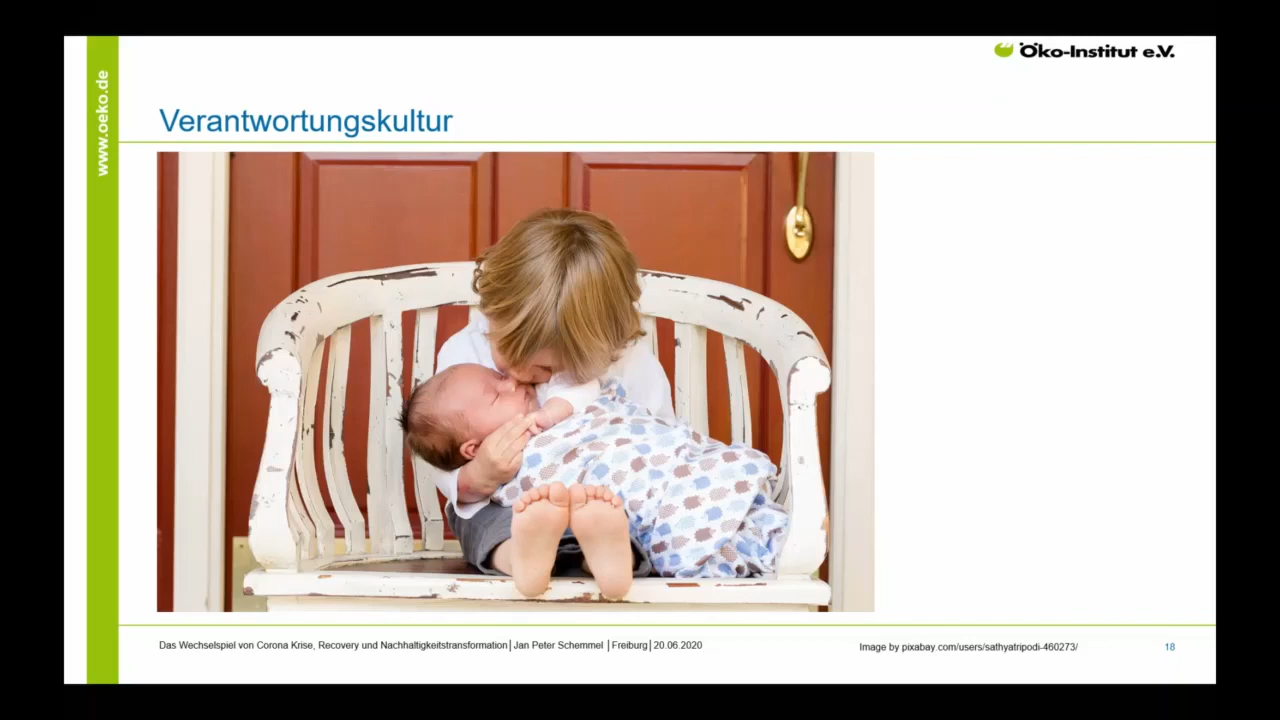 Öko-Institut e.V.
www.oeko.de
Verantwortungskultur
Das Wechselspiel von Corona Krise, Recovery und Nachhaltigkeitstransformation│Jan Peter Schemmel │Freiburg│20.06.2020
Image by pixabay.com/users/sathyatripodi-460273/
18